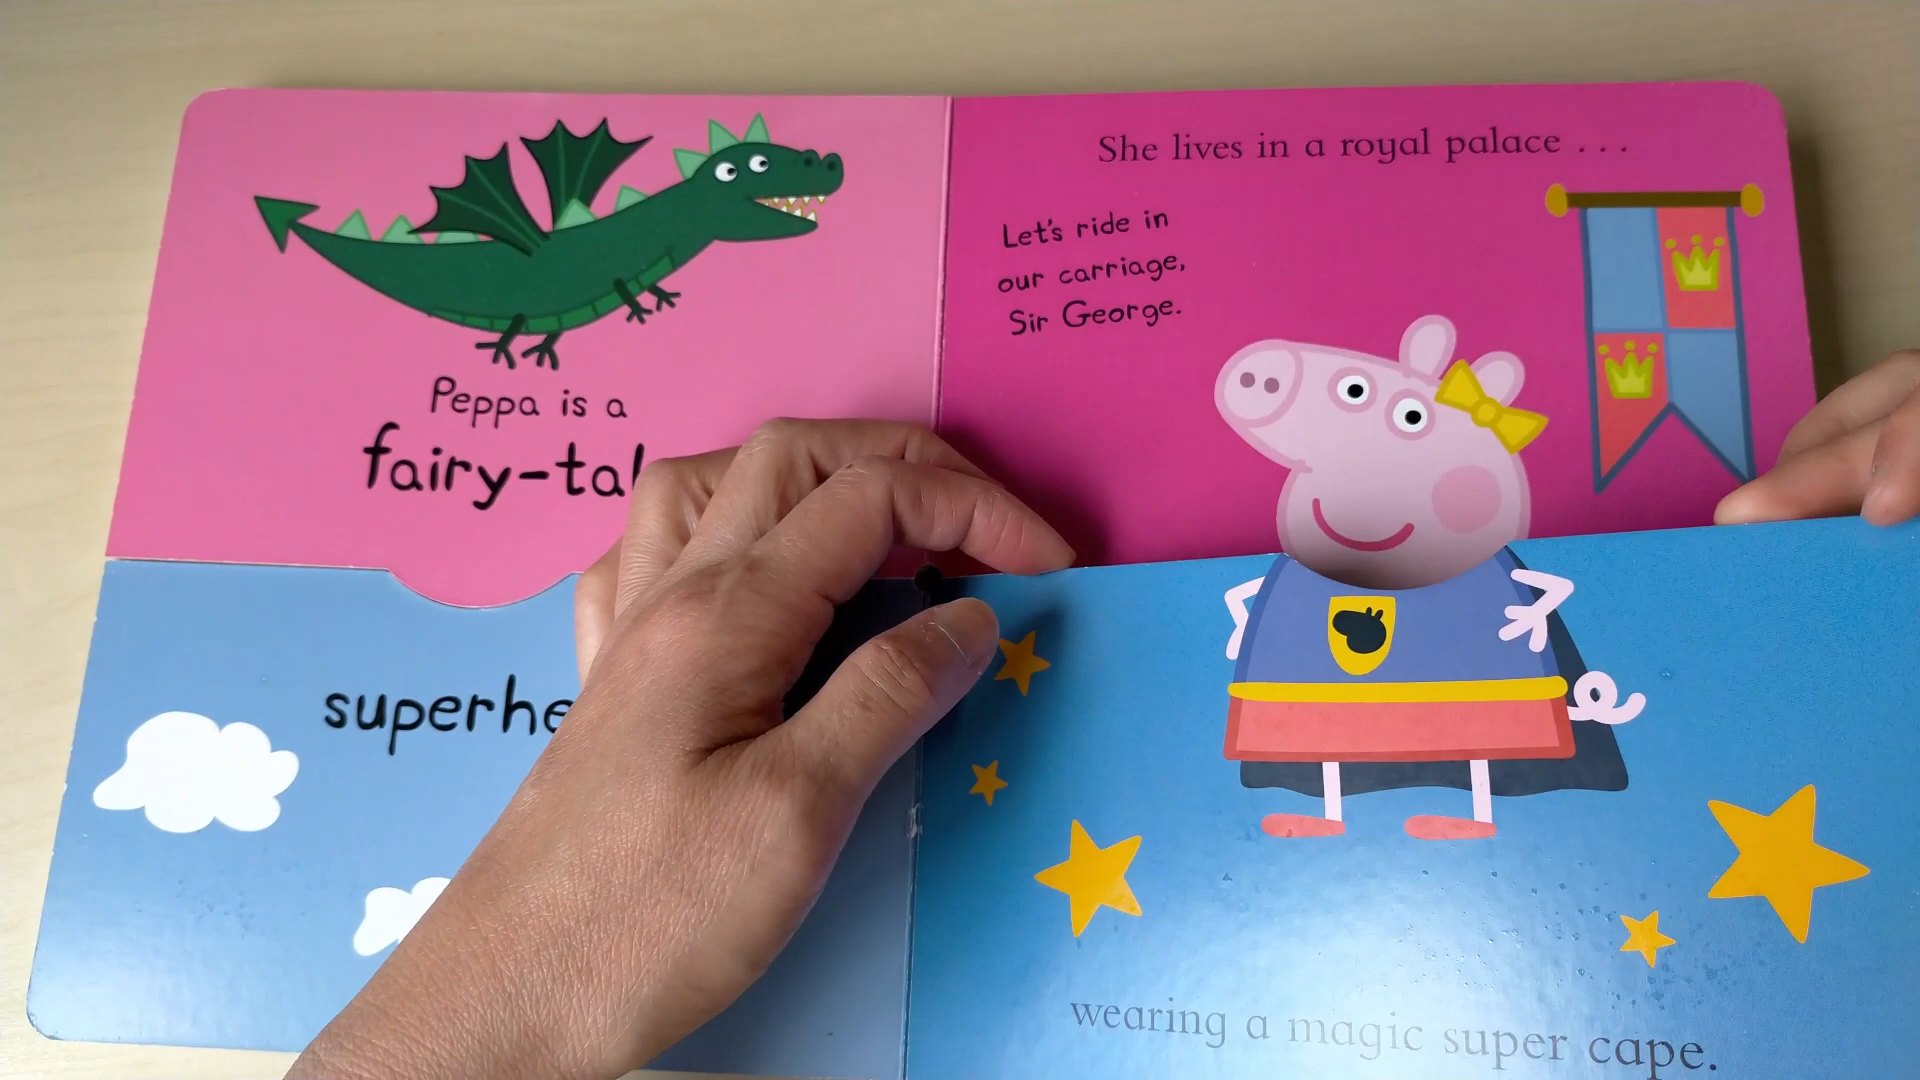 Peppa is a
fairy-tal
superhe
She lives in a royal palace . . .
Let's ride in
our carriage,
Sir George.
wearing a magic super cape.